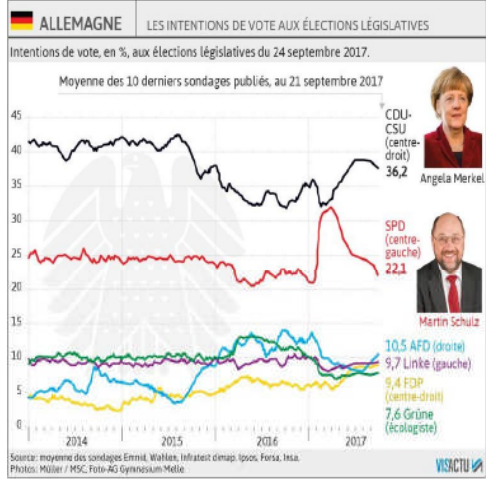 ALLEMAGNE
LES INTENTIONS DE VOTE AUX ÉLECTIONS LÉGISLATIVES
Intentions de vote, en %, aux élections législatives du 24 septembre 2017.
Moyenne des 10 derniers sondages publiés, au 21 septembre 2017
45
40
35
30
25
20
15
10
5
0
2014
2015
2016
2017
CDU-
CSU
(centre-
droit)
36,2
Angela Merkel
SPD
(centre-
gauche)
22,1
Martin Schulz
10,5 AFD (droite)
9,7 Linke (gauche)
9,4 FDP
(centre-droit)
7,6 Grüne
(écologiste)
Source: moyenne des sondages Emnid, Wahlen, Infratest dimap, Ipsos, Forsa, Insa.
Photos: Müller / MSC, Foto-AG Gymnasium Melle
VISACTU